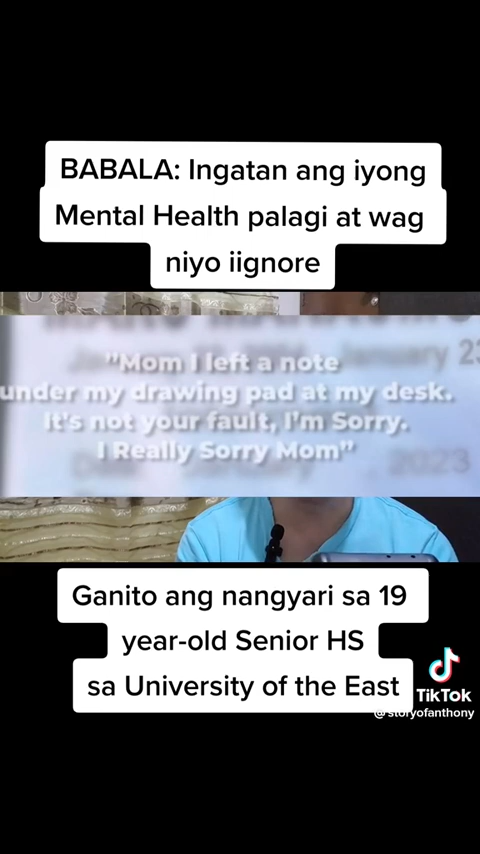 BABALA: Ingatan ang iyong
Mental Health palagi at wag
niyo iignore
"Mom I left a note
under my drawing pad at my desk.
It's not your fault, I'm Sorry.
I Really Sorry Mom"
2023
Ganito ang nangyari sa 19
year-old Senior HS
sa University of the East
TikTok
@storyofanthony